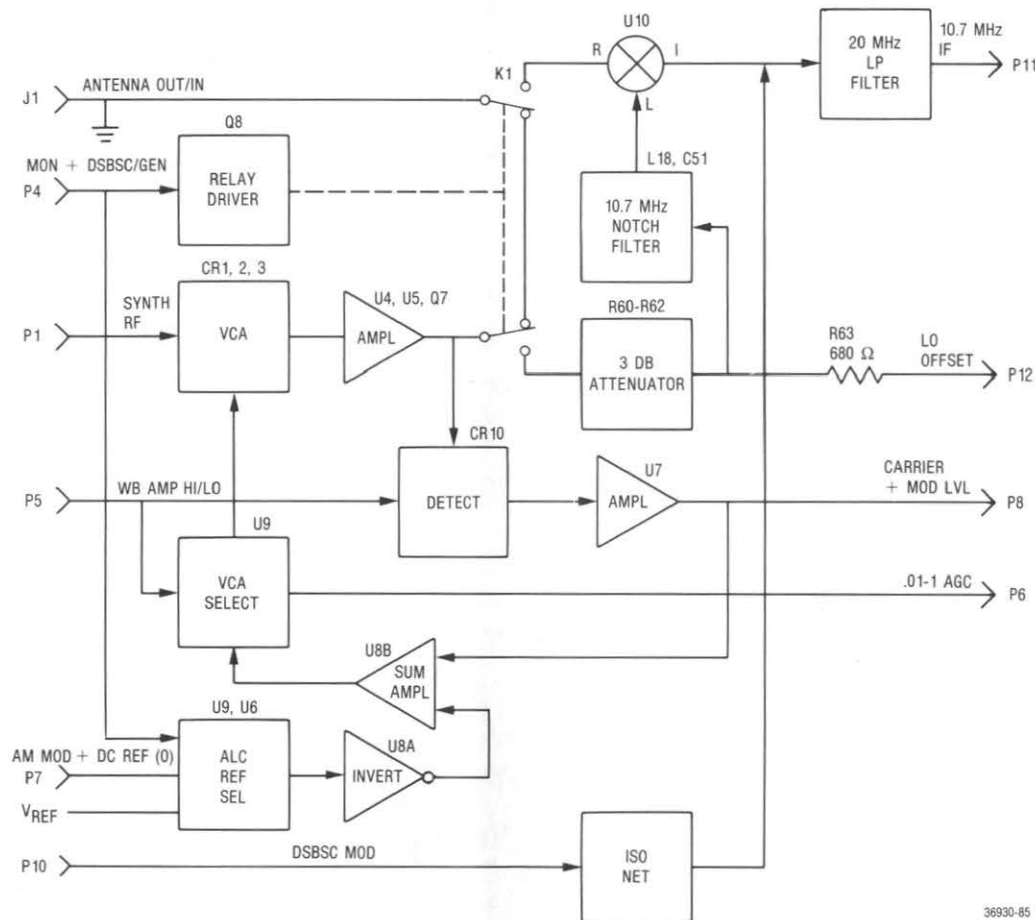 U10
R
I
L
20 MHz
LP
FILTER
10.7 MHz
IF
P11
J1
ANTENNA OUT/IN
K1
Q8
MON + DSBSC/GEN
P4
RELAY
DRIVER
L18, C51
10.7 MHz
NOTCH
FILTER
CR1, 2, 3
P1
SYNTH
RF
VCA
U4, U5, Q7
AMPL
R60-R62
3 DB
ATTENUATOR
R63
680 Ω
LO
OFFSET
P12
CR10
P5
WB AMP HI/LO
DETECT
U7
AMPL
CARRIER
+ MOD LVL
P8
U9
VCA
SELECT
.01-1 AGC
P6
U8B
SUM
AMPL
U9, U6
AM MOD + DC REF (0)
P7
VREF
ALC
REF
SEL
U8A
INVERT
P10
DSBSC MOD
ISO
NET
36930-85